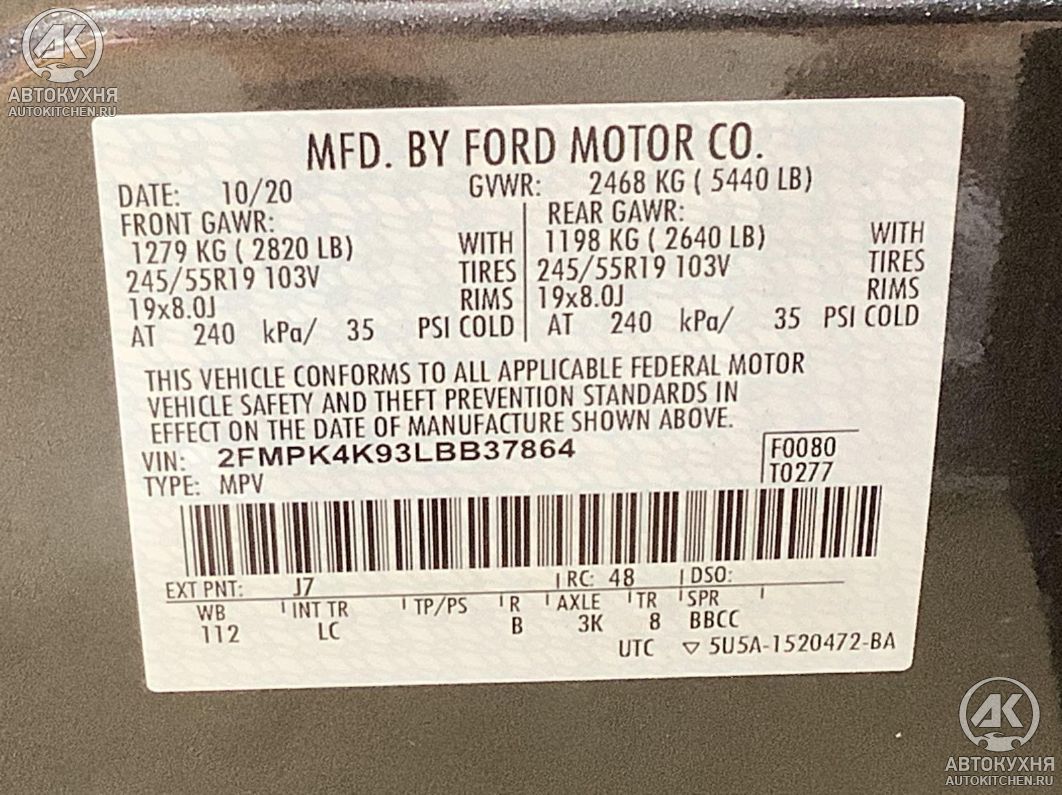 AK
АВТОКУХНЯ
AUTOKITCHEN.RU
MFD. BY FORD MOTOR CO.
DATE: 10/20 GVWR: 2468 KG ( 5440 LB)
FRONT GAWR: REAR GAWR:
1279 KG ( 2820 LB) WITH 1198 KG ( 2640 LB) WITH
245/55R19 103V TIRES 245/55R19 103V TIRES
19x8.0J RIMS 19x8.0J RIMS
AT 240 kPa/ 35 PSI COLD AT 240 kPa/ 35 PSI COLD
THIS VEHICLE CONFORMS TO ALL APPLICABLE FEDERAL MOTOR
VEHICLE SAFETY AND THEFT PREVENTION STANDARDS IN
EFFECT ON THE DATE OF MANUFACTURE SHOWN ABOVE.
VIN: 2FMPK4K93LBB37864 F0080
TYPE: MPV T0277
EXT PNT: J7 RC: 48 DSO:
WB INT TR TP/PS R AXLE TR SPR
112 LC B 3K 8 BBCC
UTC ▽ 5U5A-1520472-BA
AK
АВТОКУХНЯ
AUTOKITCHEN.RU